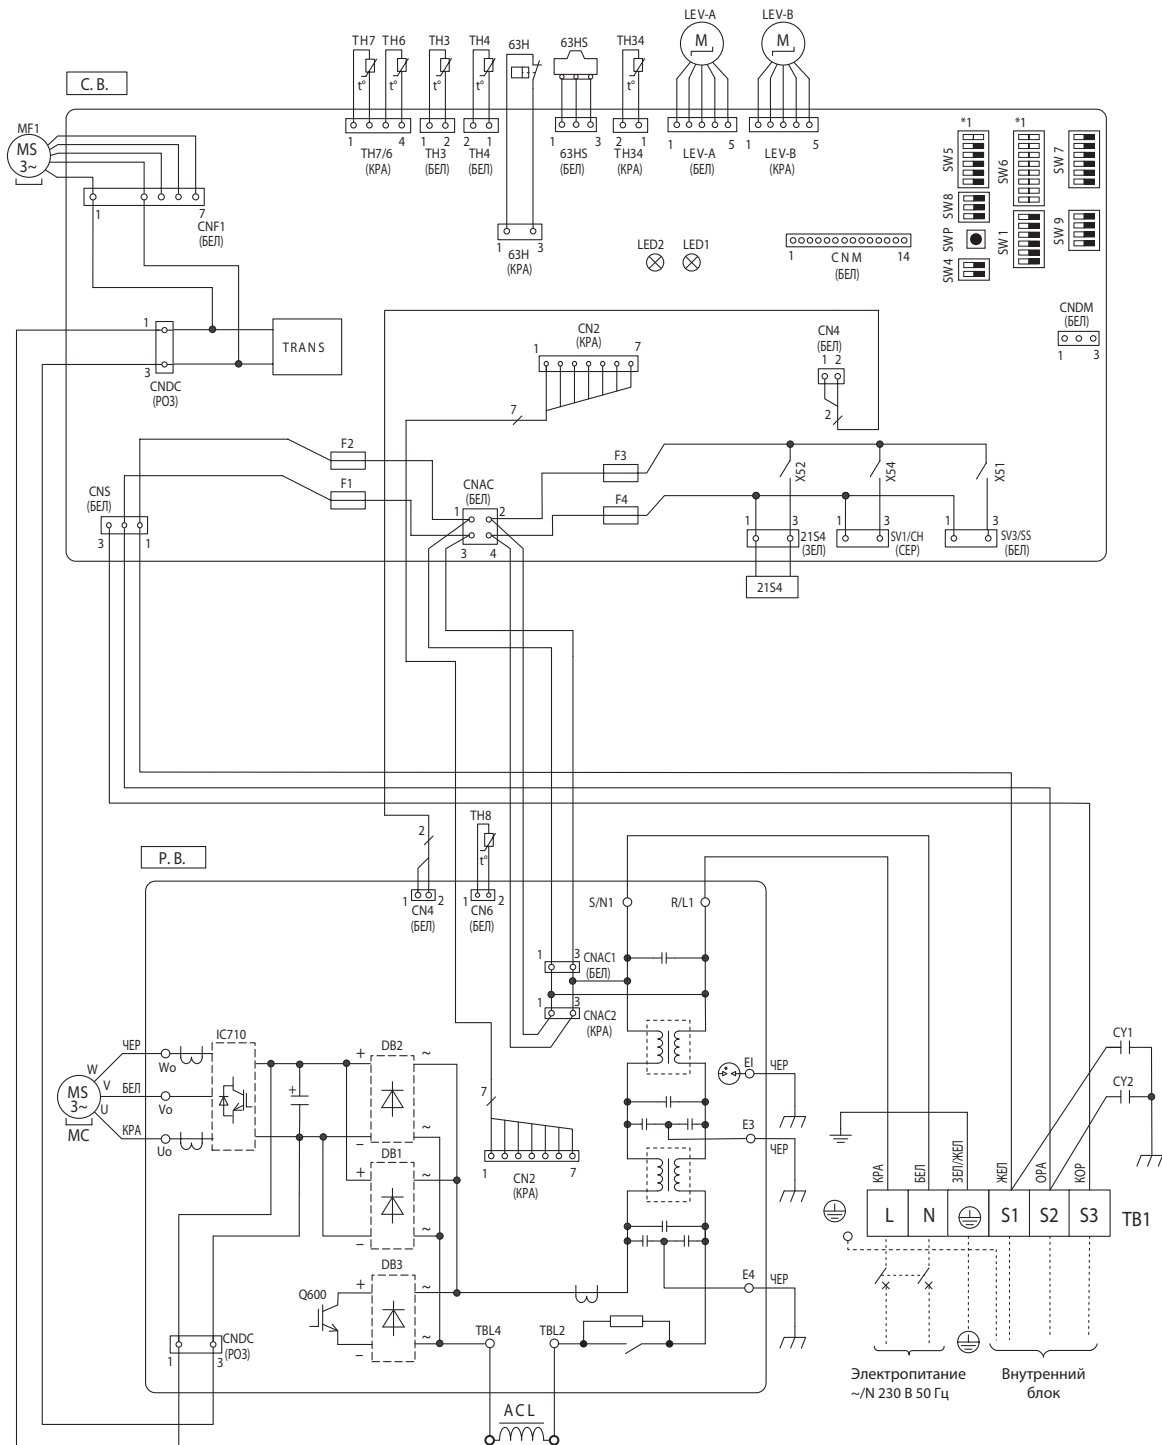 LEV-A LEV-B
TH7 TH6 TH3 TH4 63H 63HS TH34
M M
C. B.
t° t° t° t° t°
MF1
MS
3~
1 4 1 2 2 1 1 3 2 1 1 5 1 5
TH7/6 TH3 TH4 63HS TH34 LEV-A LEV-B
(КРА) (БЕЛ) (БЕЛ) (БЕЛ) (КРА) (БЕЛ) (КРА)
*1 *1
SW5 SW6 SW7
SW8 SWP SW1 SW9
SW4
1 7
CNF1
(БЕЛ)
1 3
63H
(КРА)
LED2 LED1
1 CNM 14
(БЕЛ)
CNDM
(БЕЛ)
1 3
1
3
CNDC
(РОЗ)
TRANS
CN2
(КРА)
1 7
7
CN4
(БЕЛ)
1 2
2
F2 F3
F1 F4
CNAC
(БЕЛ)
1 2
3 4
X52 X54 X51
CNS
(БЕЛ)
3 1
1 3 1 3 1 3
21S4 SV1/CH SV3/SS
(ЗЕЛ) (СЕР) (БЕЛ)
21S4
P. B.
2
TH8
t°
1 2 1 2
CN4 CN6
(БЕЛ) (БЕЛ)
S/N1 R/L1
1 3 CNAC1
(БЕЛ)
1 3 CNAC2
(КРА)
IC710
ЧЕР
W Wo
MS V БЕЛ
3~ U Vo
MC КРА
Uo
+
+ DB2 ~
– ~
+ DB1 ~
– ~
+ DB3 ~
– ~
Q600
7
1 7
CN2
(КРА)
EI ЧЕР
E3
ЧЕР
E4 ЧЕР
CY1
CY2
КРА БЕЛ ЗЕЛ/ЖЕЛ ЖЕЛ ОРА КОР
L N S1 S2 S3 TB1
CNDC
(РОЗ)
1 3
TBL4 TBL2
ACL
Электропитание
~/N 230 В 50 Гц
Внутренний
блок